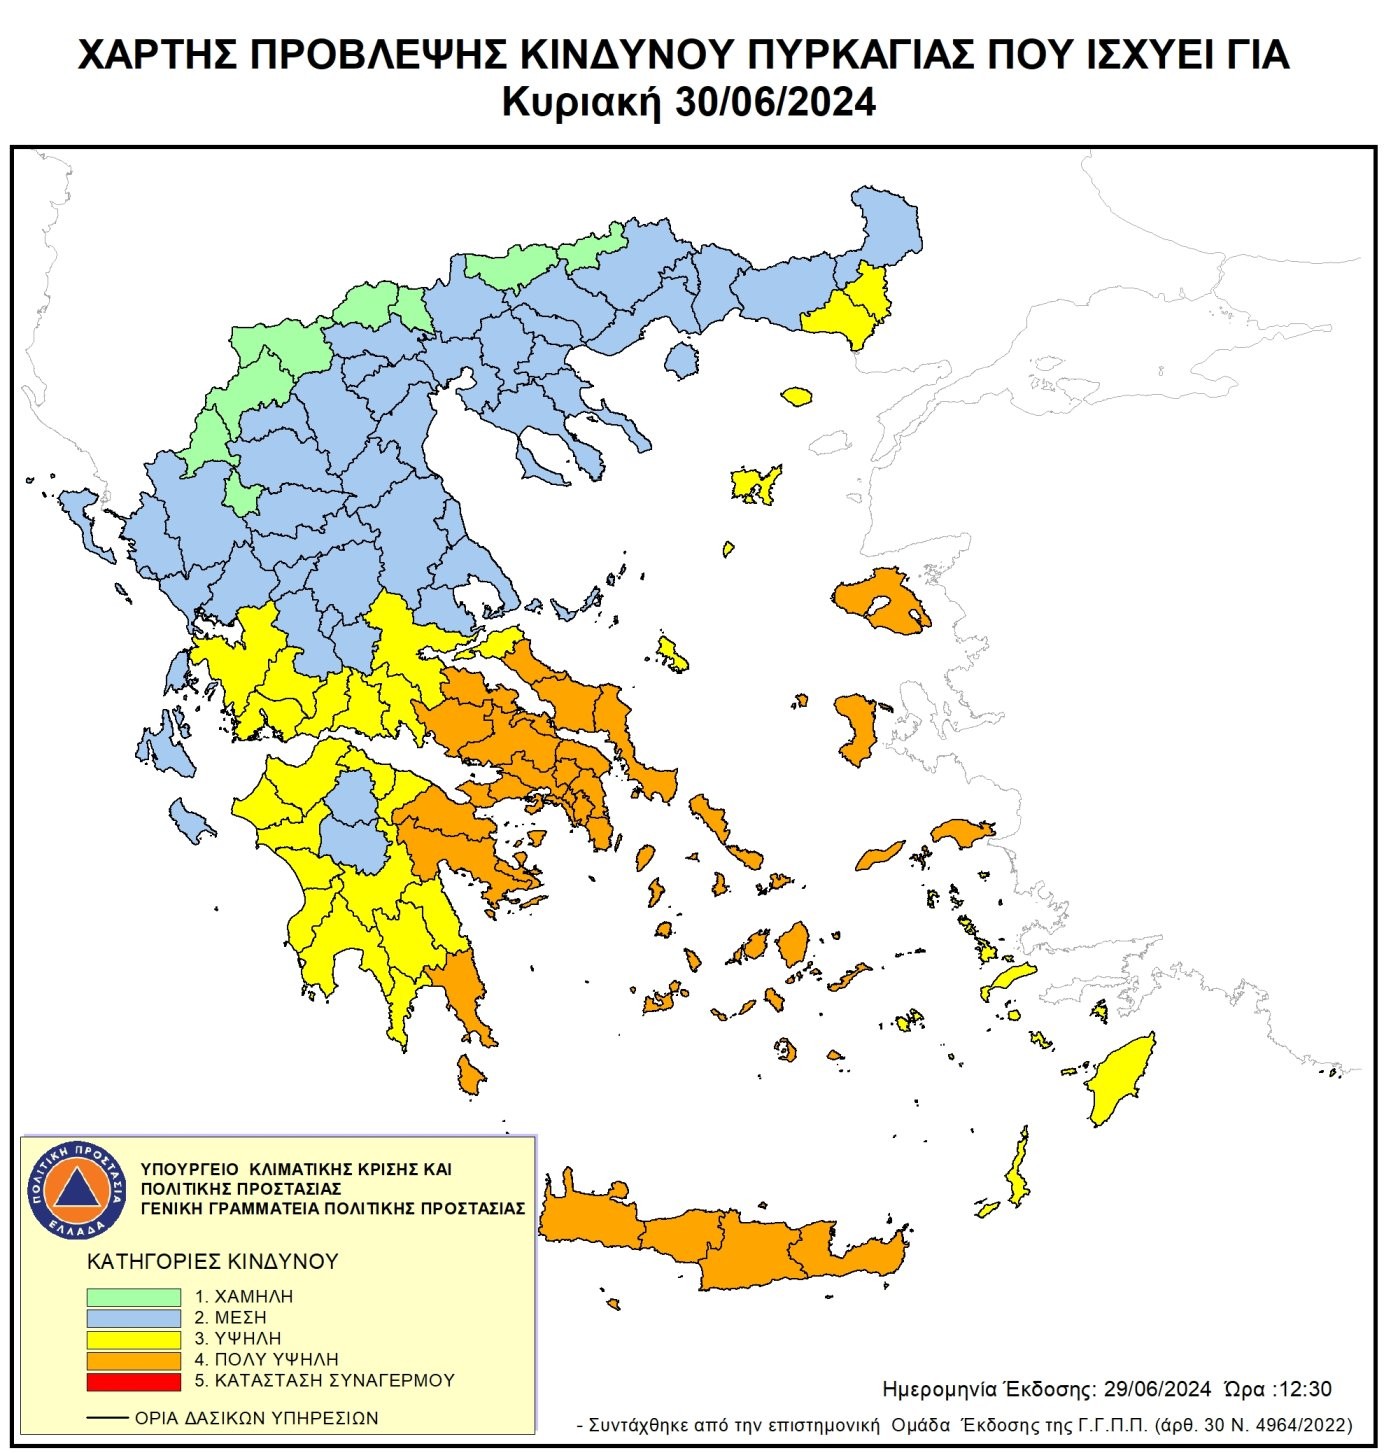 ΧΑΡΤΗΣ ΠΡΟΒΛΕΨΗΣ ΚΙΝΔΥΝΟΥ ΠΥΡΚΑΓΙΑΣ ΠΟΥ ΙΣΧΥΕΙ ΓΙΑ
Κυριακή 30/06/2024
ΠΟΛΙΤΙΚΗ ΠΡΟΣΤΑΣΙΑ
ΕΛΛΑΔΑ
ΥΠΟΥΡΓΕΙΟ ΚΛΙΜΑΤΙΚΗΣ ΚΡΙΣΗΣ ΚΑΙ
ΠΟΛΙΤΙΚΗΣ ΠΡΟΣΤΑΣΙΑΣ
ΓΕΝΙΚΗ ΓΡΑΜΜΑΤΕΙΑ ΠΟΛΙΤΙΚΗΣ ΠΡΟΣΤΑΣΙΑΣ
ΚΑΤΗΓΟΡΙΕΣ ΚΙΝΔΥΝΟΥ
1. ΧΑΜΗΛΗ
2. ΜΕΣΗ
3. ΥΨΗΛΗ
4. ΠΟΛΥ ΥΨΗΛΗ
5. ΚΑΤΑΣΤΑΣΗ ΣΥΝΑΓΕΡΜΟΥ
ΟΡΙΑ ΔΑΣΙΚΩΝ ΥΠΗΡΕΣΙΩΝ
Ημερομηνία Έκδοσης: 29/06/2024 Ώρα :12:30
- Συντάχθηκε από την επιστημονική Ομάδα Έκδοσης της Γ.Γ.Π.Π. (άρθ. 30 Ν. 4964/2022)